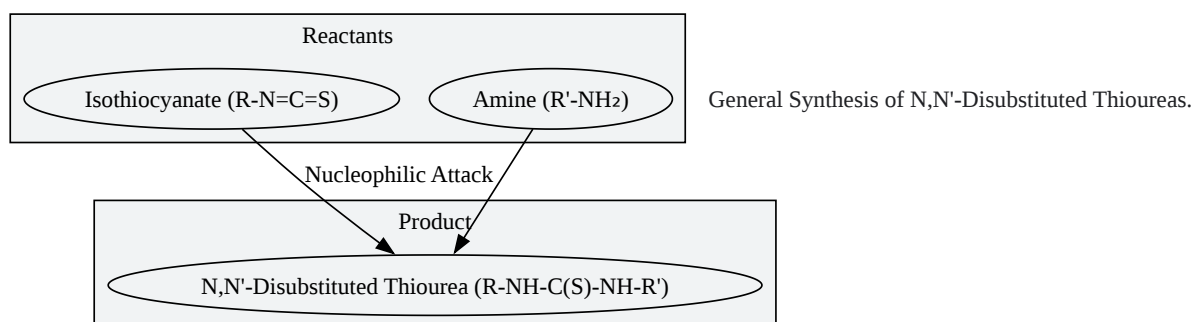 Reactants
Isothiocyanate (R-N=C=S)
Amine (R'-NH₂)
General Synthesis of N,N'-Disubstituted Thioureas.
Nucleophilic Attack
Product
N,N'-Disubstituted Thiourea (R-NH-C(S)-NH-R')